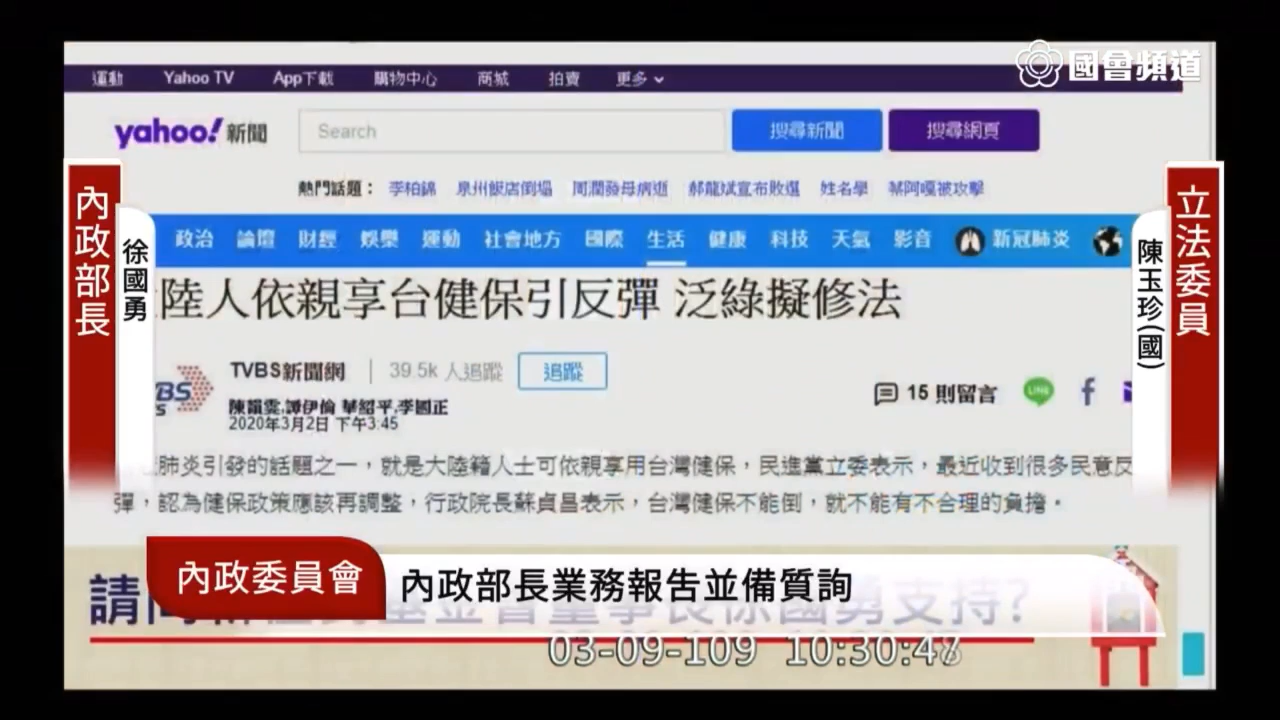 運動 Yahoo TV App下載 購物中心 商城 拍賣 更多
國會頻道
yahoo!新聞 Search 搜尋新聞 搜尋網頁
熱門話題： 李柏錦 泉州飯店倒塌 阿潤發母病逝 郝龍斌宣布敗選 姓名學 蔡阿嘎被攻擊
政治 論壇 財經 娛樂 運動 社會地方 國際 生活 健康 科技 天氣 影音 新冠肺炎
內政部長
徐國勇
立法委員
陳玉珍(國)
陸人依親享台健保引反彈 泛綠擬修法
TVBS新聞網 39.5k 人追蹤 追蹤
15 則留言
2020年3月2日 下午3:45
肺炎引發的話題之一，就是大陸籍人士可依親享用台灣健保，民進黨立委表示，最近收到很多民意反
彈，認為健保政策應該再調整，行政院長蘇貞昌表示，台灣健保不能倒，就不能有不合理的負擔。
內政委員會 內政部長業務報告並備質詢
03-09-109 10:30:48